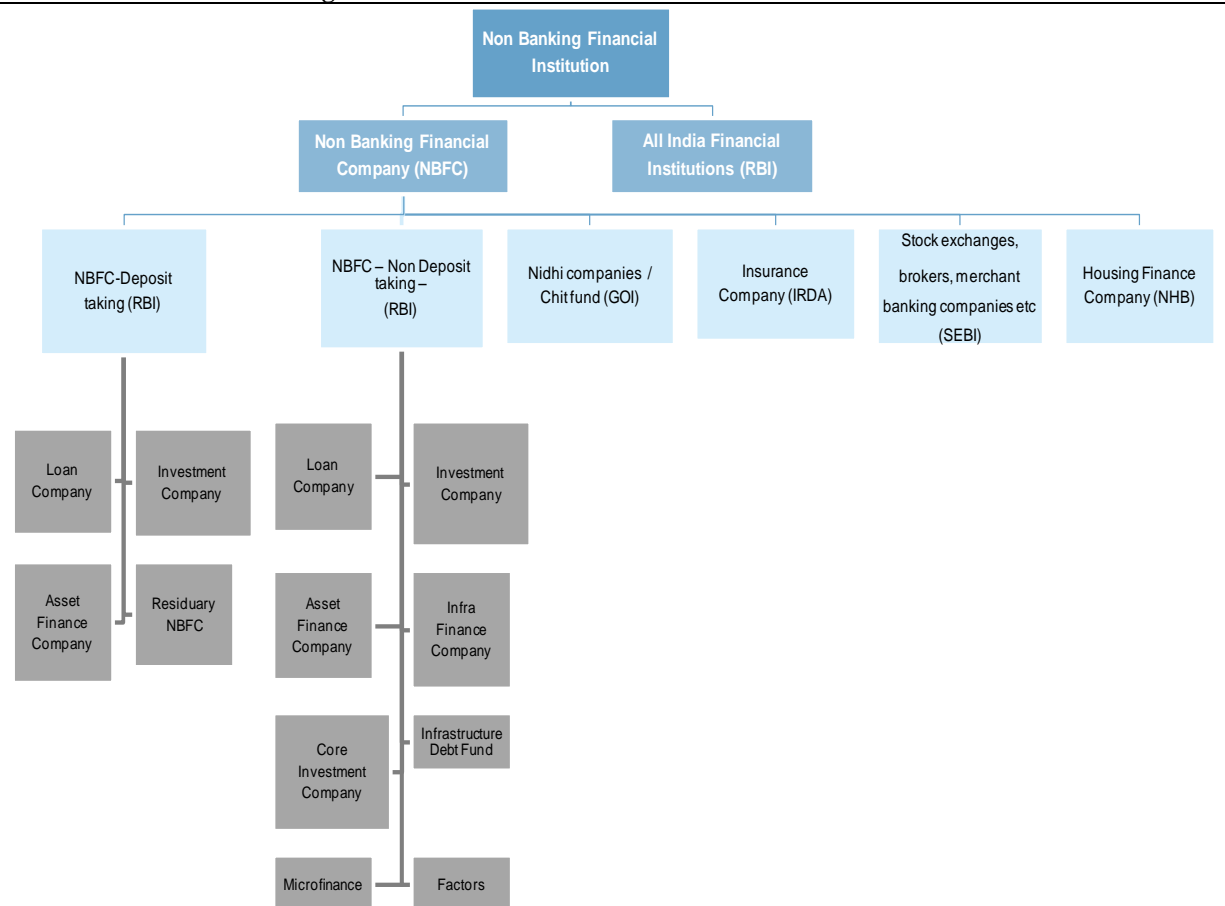 Non Banking Financial
Institution
Non Banking Financial
Company (NBFC)
All India Financial
Institutions (RBI)
NBFC-Deposit
taking (RBI)
NBFC – Non Deposit
taking –
(RBI)
Nidhi companies /
Chit fund (GOI)
Insurance
Company (IRDA)
Stock exchanges,
brokers, merchant
banking companies etc
(SEBI)
Housing Finance
Company (NHB)
Loan
Company
Investment
Company
Loan
Company
Investment
Company
Asset
Finance
Company
Residuary
NBFC
Asset
Finance
Company
Infra
Finance
Company
Core
Investment
Company
Infrastructure
Debt Fund
Microfinance
Factors